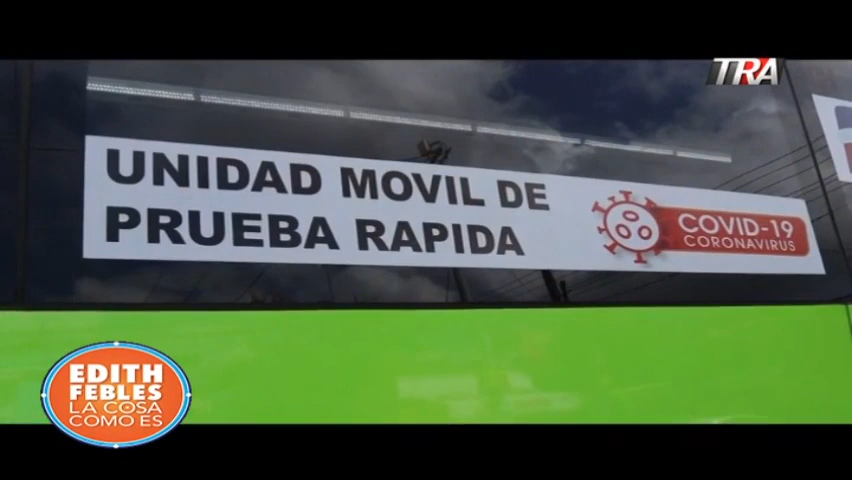 TRA
UNIDAD MOVIL DE
PRUEBA RAPIDA
COVID-19
CORONAVIRUS
EDITH
FEBLES
LA COSA
COMO ES